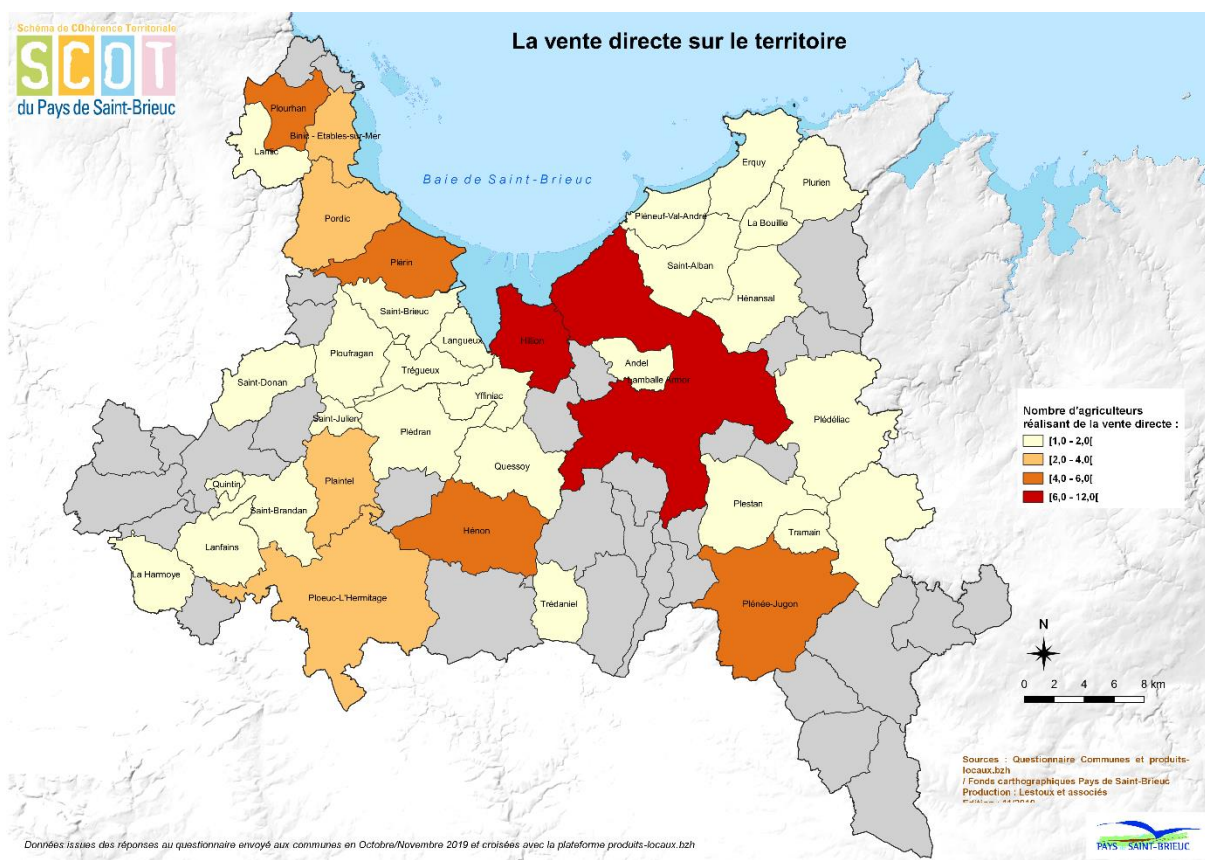 Schéma de COhérence Territoriale
SCOT
du Pays de Saint-Brieuc
La vente directe sur le territoire
Plourhan
Binic - Etables-sur-Mer
Lantic
Baie de Saint-Brieuc
Erquy
Plurien
Pordic
Pléneuf-Val-André
La Bouillie
Plérin
Saint-Alban
Hénansal
Saint-Brieuc
Langueux
Hillion
Ploufragan
Trégueux
Andel
Lamballe Armor
Saint-Donan
Yffiniac
Saint-Julien
Plédran
Plédéliac
Quessoy
Plaintel
Quintin
Saint-Brandan
Plestan
Tramain
Hénon
Lanfains
La Harmoye
Ploeuc-L'Hermitage
Trédaniel
Plénée-Jugon
Nombre d'agriculteurs
réalisant de la vente directe :
[1,0 - 2,0[
[2,0 - 4,0[
[4,0 - 6,0[
[6,0 - 12,0[
N
0 2 4 6 8 km
Sources : Questionnaire Communes et produits-
locaux.bzh
/ Fonds cartographiques Pays de Saint-Brieuc
Production : Lestoux et associés
Données issues des réponses au questionnaire envoyé aux communes en Octobre/Novembre 2019 et croisées avec la plateforme produits-locaux.bzh
PAYS SAINT-BRIEUC